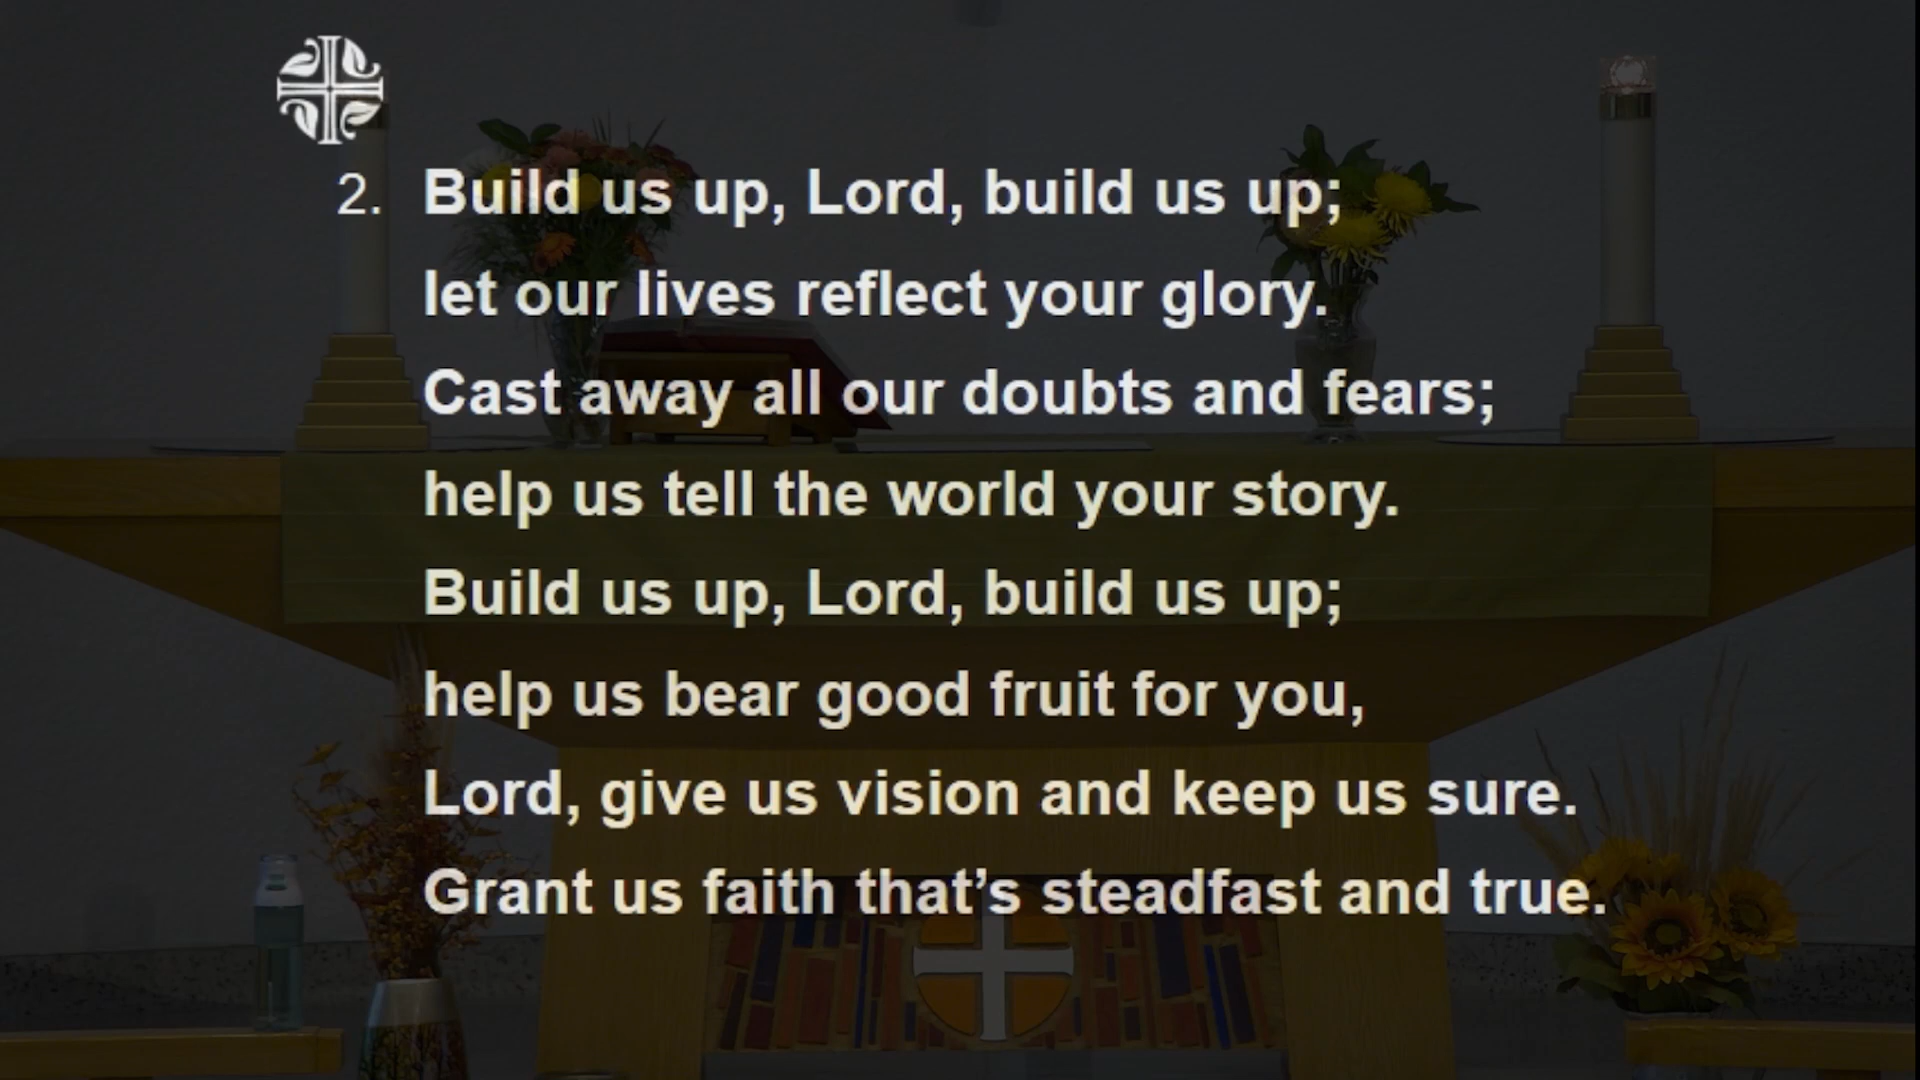 2. Build us up, Lord, build us up;
let our lives reflect your glory.
Cast away all our doubts and fears;
help us tell the world your story.
Build us up, Lord, build us up;
help us bear good fruit for you,
Lord, give us vision and keep us sure.
Grant us faith that’s steadfast and true.